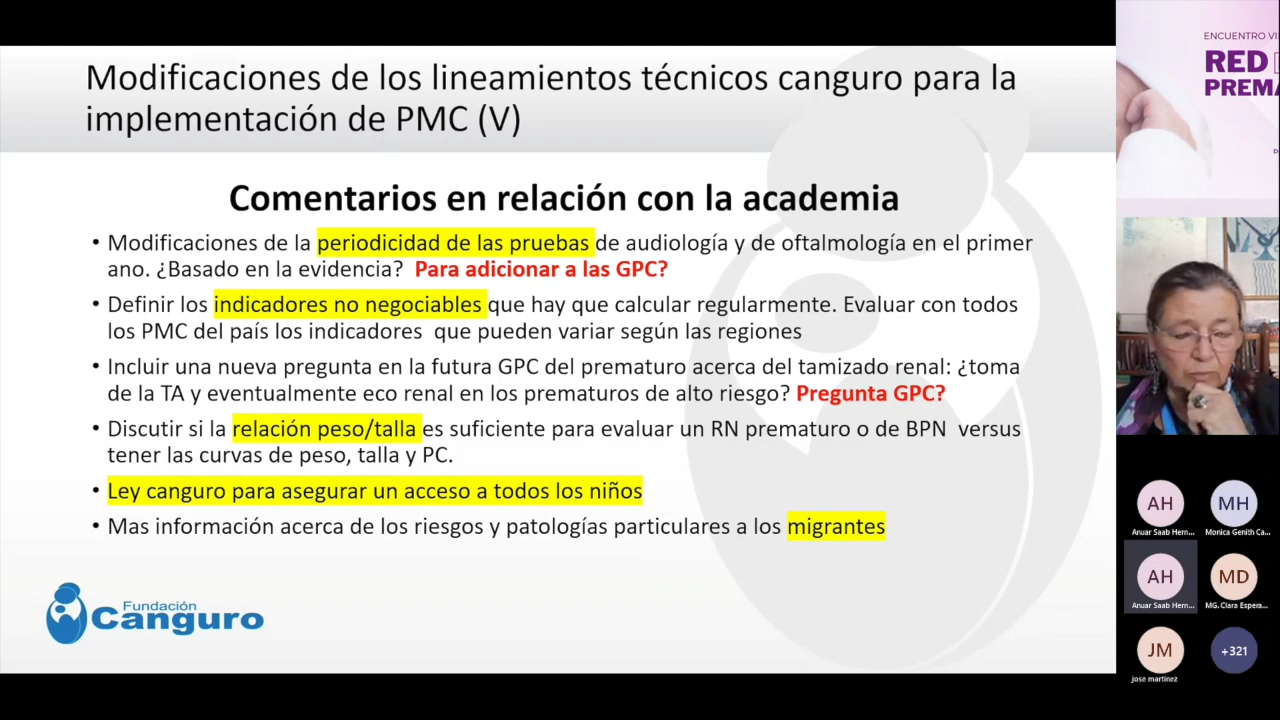 Modificaciones de los lineamientos técnicos canguro para la
implementación de PMC (V)
Comentarios en relación con la academia
• Modificaciones de la periodicidad de las pruebas de audiología y de oftalmología en el primer
ano. ¿Basado en la evidencia? Para adicionar a las GPC?
• Definir los indicadores no negociables que hay que calcular regularmente. Evaluar con todos
los PMC del país los indicadores que pueden variar según las regiones
• Incluir una nueva pregunta en la futura GPC del prematuro acerca del tamizado renal: ¿toma
de la TA y eventualmente eco renal en los prematuros de alto riesgo? Pregunta GPC?
• Discutir si la relación peso/talla es suficiente para evaluar un RN prematuro o de BPN versus
tener las curvas de peso, talla y PC.
• Ley canguro para asegurar un acceso a todos los niños
• Mas información acerca de los riesgos y patologías particulares a los migrantes
Fundación
Canguro
ENCUENTRO VI
RED
PREMA
AH
Anuar Saab Hern...
MH
Monica Genith Ca...
AH
Anuar Saab Hern...
MD
MG. Clara Espera...
JM
jose martinez
+321